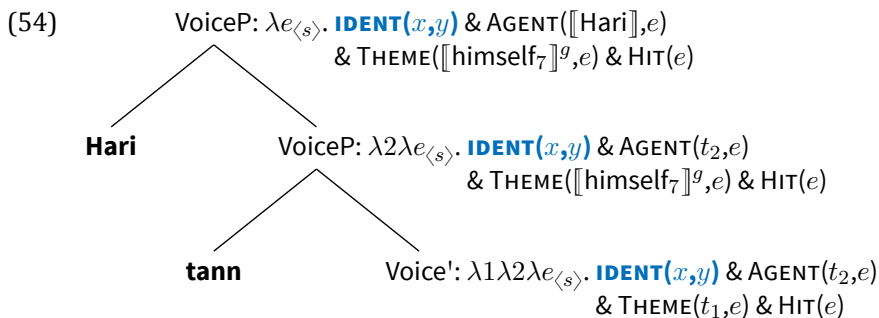 (54) VoiceP: λe⟨s⟩. IDENT(x,y) & AGENT(⟦Hari⟧,e)
& THEME(⟦himself₇⟧ᵍ,e) & HIT(e)
Hari VoiceP: λ2λe⟨s⟩. IDENT(x,y) & AGENT(t₂,e)
& THEME(⟦himself₇⟧ᵍ,e) & HIT(e)
tann Voice': λ1λ2λe⟨s⟩. IDENT(x,y) & AGENT(t₂,e)
& THEME(t₁,e) & HIT(e)